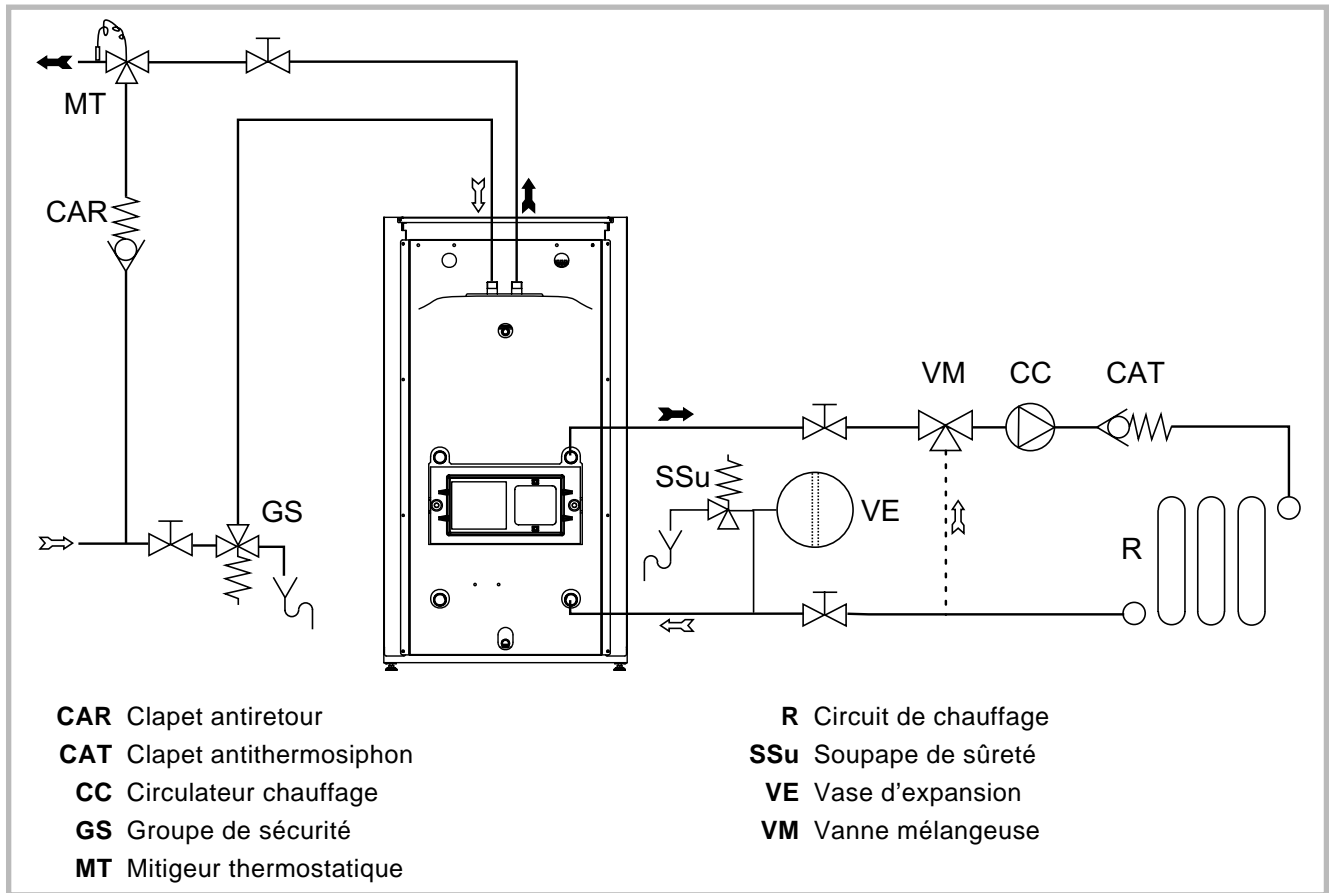 MT
CAR
GS
VM CC CAT
SSu
VE
R
CAR Clapet antiretour
CAT Clapet antithermosiphon
CC Circulateur chauffage
GS Groupe de sécurité
MT Mitigeur thermostatique
R Circuit de chauffage
SSu Soupape de sûreté
VE Vase d'expansion
VM Vanne mélangeuse